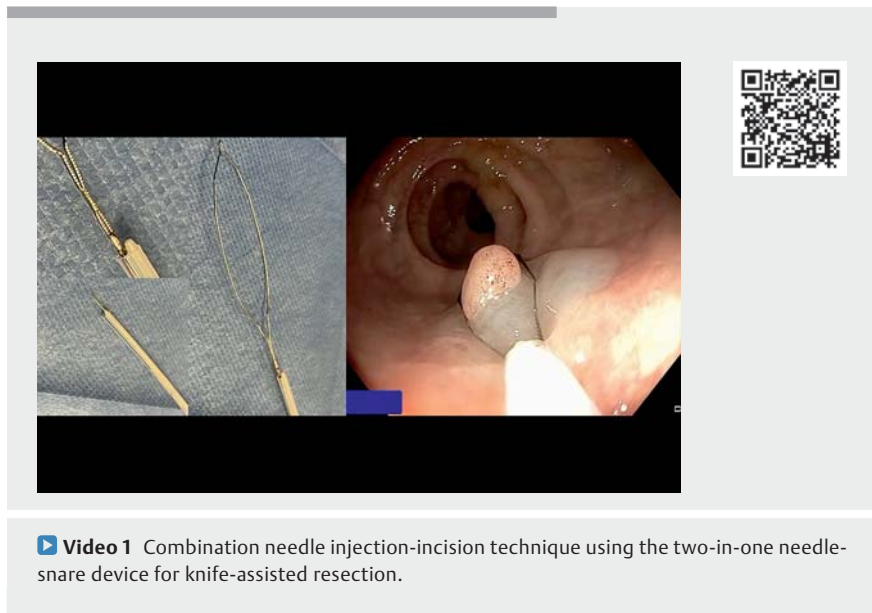 Video 1 Combination needle injection-incision technique using the two-in-one needle-
snare device for knife-assisted resection.